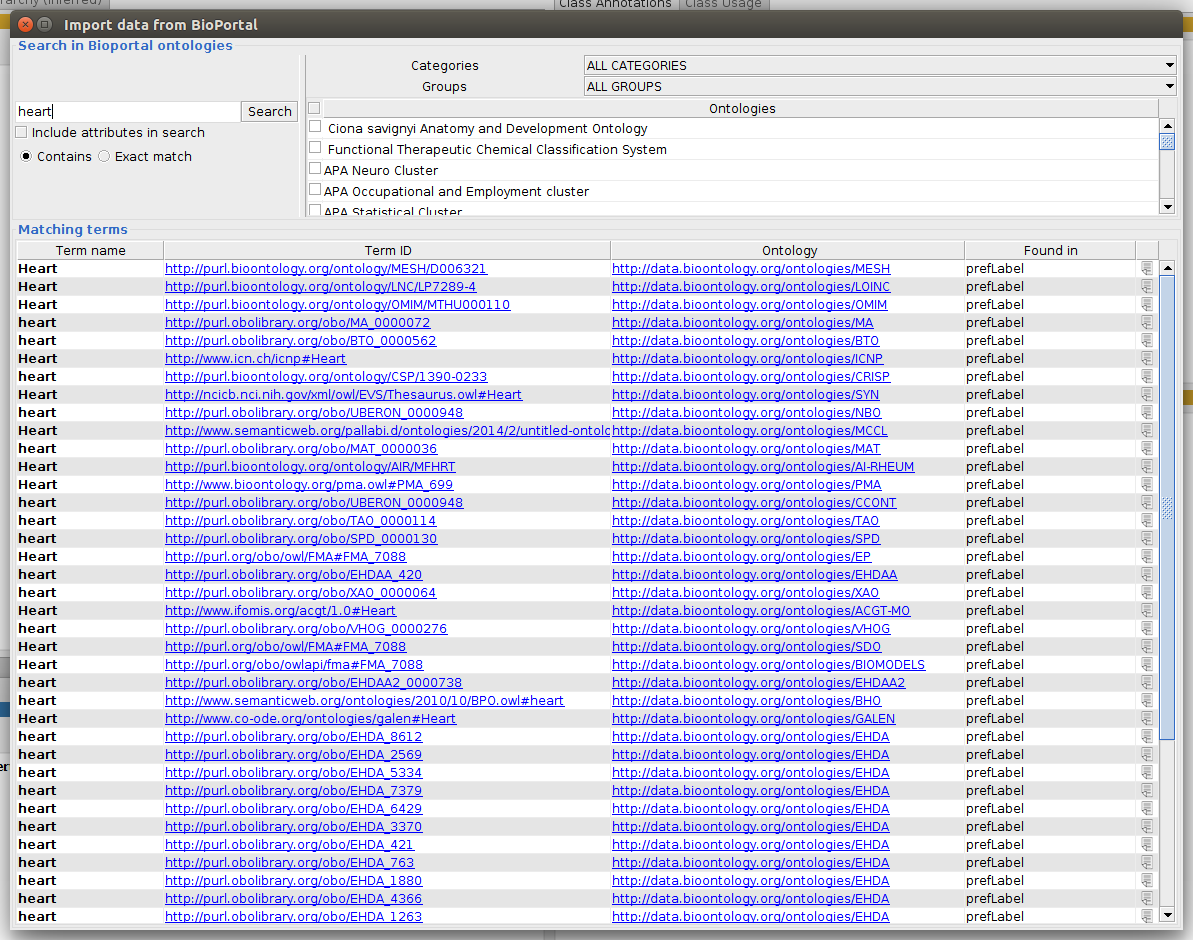 rarchy (inferred)
Class Annotations Class Usage
Import data from BioPortal
Search in Bioportal ontologies
Categories ALL CATEGORIES
Groups ALL GROUPS
heart Search
Include attributes in search
Contains Exact match
Ontologies
Ciona savignyi Anatomy and Development Ontology
Functional Therapeutic Chemical Classification System
APA Neuro Cluster
APA Occupational and Employment cluster
APA Statistical Cluster
Matching terms
Term name Term ID Ontology Found in
Heart http://purl.bioontology.org/ontology/MESH/D006321 http://data.bioontology.org/ontologies/MESH prefLabel
Heart http://purl.bioontology.org/ontology/LNC/LP7289-4 http://data.bioontology.org/ontologies/LOINC prefLabel
Heart http://purl.bioontology.org/ontology/OMIM/MTHU000110 http://data.bioontology.org/ontologies/OMIM prefLabel
heart http://purl.obolibrary.org/obo/MA_0000072 http://data.bioontology.org/ontologies/MA prefLabel
heart http://purl.obolibrary.org/obo/BTO_0000562 http://data.bioontology.org/ontologies/BTO prefLabel
Heart http://www.icn.ch/icnp#Heart http://data.bioontology.org/ontologies/ICNP prefLabel
heart http://purl.bioontology.org/ontology/CSP/1390-0233 http://data.bioontology.org/ontologies/CRISP prefLabel
Heart http://ncicb.nci.nih.gov/xml/owl/EVS/Thesaurus.owl#Heart http://data.bioontology.org/ontologies/SYN prefLabel
heart http://purl.obolibrary.org/obo/UBERON_0000948 http://data.bioontology.org/ontologies/NBO prefLabel
Heart http://www.semanticweb.org/pallabi.d/ontologies/2014/2/untitled-ontolo http://data.bioontology.org/ontologies/MCCL prefLabel
heart http://purl.obolibrary.org/obo/MAT_0000036 http://data.bioontology.org/ontologies/MAT prefLabel
Heart http://purl.bioontology.org/ontology/AIR/MFHRT http://data.bioontology.org/ontologies/AI-RHEUM prefLabel
Heart http://www.bioontology.org/pma.owl#PMA_699 http://data.bioontology.org/ontologies/PMA prefLabel
heart http://purl.obolibrary.org/obo/UBERON_0000948 http://data.bioontology.org/ontologies/CCONT prefLabel
heart http://purl.obolibrary.org/obo/TAO_0000114 http://data.bioontology.org/ontologies/TAO prefLabel
heart http://purl.obolibrary.org/obo/SPD_0000130 http://data.bioontology.org/ontologies/SPD prefLabel
Heart http://purl.org/obo/owl/FMA#FMA_7088 http://data.bioontology.org/ontologies/EP prefLabel
heart http://purl.obolibrary.org/obo/EHDAA_420 http://data.bioontology.org/ontologies/EHDAA prefLabel
heart http://purl.obolibrary.org/obo/XAO_0000064 http://data.bioontology.org/ontologies/XAO prefLabel
Heart http://www.ifomis.org/acgt/1.0#Heart http://data.bioontology.org/ontologies/ACGT-MO prefLabel
heart http://purl.obolibrary.org/obo/VHOG_0000276 http://data.bioontology.org/ontologies/VHOG prefLabel
Heart http://purl.org/obo/owl/FMA#FMA_7088 http://data.bioontology.org/ontologies/SDO prefLabel
Heart http://purl.org/obo/owlapi/fma#FMA_7088 http://data.bioontology.org/ontologies/BIOMODELS prefLabel
heart http://purl.obolibrary.org/obo/EHDAA2_0000738 http://data.bioontology.org/ontologies/EHDAA2 prefLabel
heart http://www.semanticweb.org/ontologies/2010/10/BPO.owl#heart http://data.bioontology.org/ontologies/BHO prefLabel
Heart http://www.co-ode.org/ontologies/galen#Heart http://data.bioontology.org/ontologies/GALEN prefLabel
heart http://purl.obolibrary.org/obo/EHDA_8612 http://data.bioontology.org/ontologies/EHDA prefLabel
heart http://purl.obolibrary.org/obo/EHDA_2569 http://data.bioontology.org/ontologies/EHDA prefLabel
heart http://purl.obolibrary.org/obo/EHDA_5334 http://data.bioontology.org/ontologies/EHDA prefLabel
heart http://purl.obolibrary.org/obo/EHDA_7379 http://data.bioontology.org/ontologies/EHDA prefLabel
heart http://purl.obolibrary.org/obo/EHDA_6429 http://data.bioontology.org/ontologies/EHDA prefLabel
heart http://purl.obolibrary.org/obo/EHDA_3370 http://data.bioontology.org/ontologies/EHDA prefLabel
heart http://purl.obolibrary.org/obo/EHDA_421 http://data.bioontology.org/ontologies/EHDA prefLabel
heart http://purl.obolibrary.org/obo/EHDA_763 http://data.bioontology.org/ontologies/EHDA prefLabel
heart http://purl.obolibrary.org/obo/EHDA_1880 http://data.bioontology.org/ontologies/EHDA prefLabel
heart http://purl.obolibrary.org/obo/EHDA_4366 http://data.bioontology.org/ontologies/EHDA prefLabel
heart http://purl.obolibrary.org/obo/EHDA_1263 http://data.bioontology.org/ontologies/EHDA prefLabel